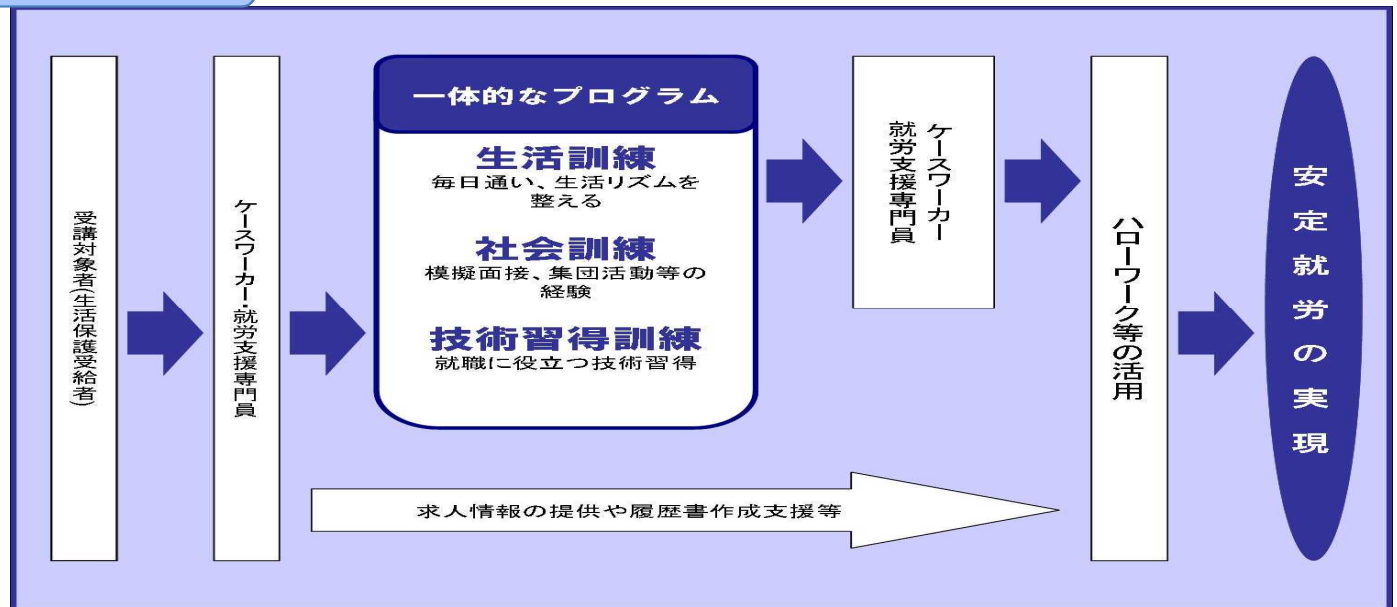 受講対象者(生活保護受給者)
ケースワーカー・就労支援専門員
一体的なプログラム
生活訓練
毎日通い、生活リズムを
整える
社会訓練
模擬面接、集団活動等の
経験
技術習得訓練
就職に役立つ技術習得
ケースワーカー
就労支援専門員
求人情報の提供や履歴書作成支援等
ハローワーク等の活用
安定就労の実現